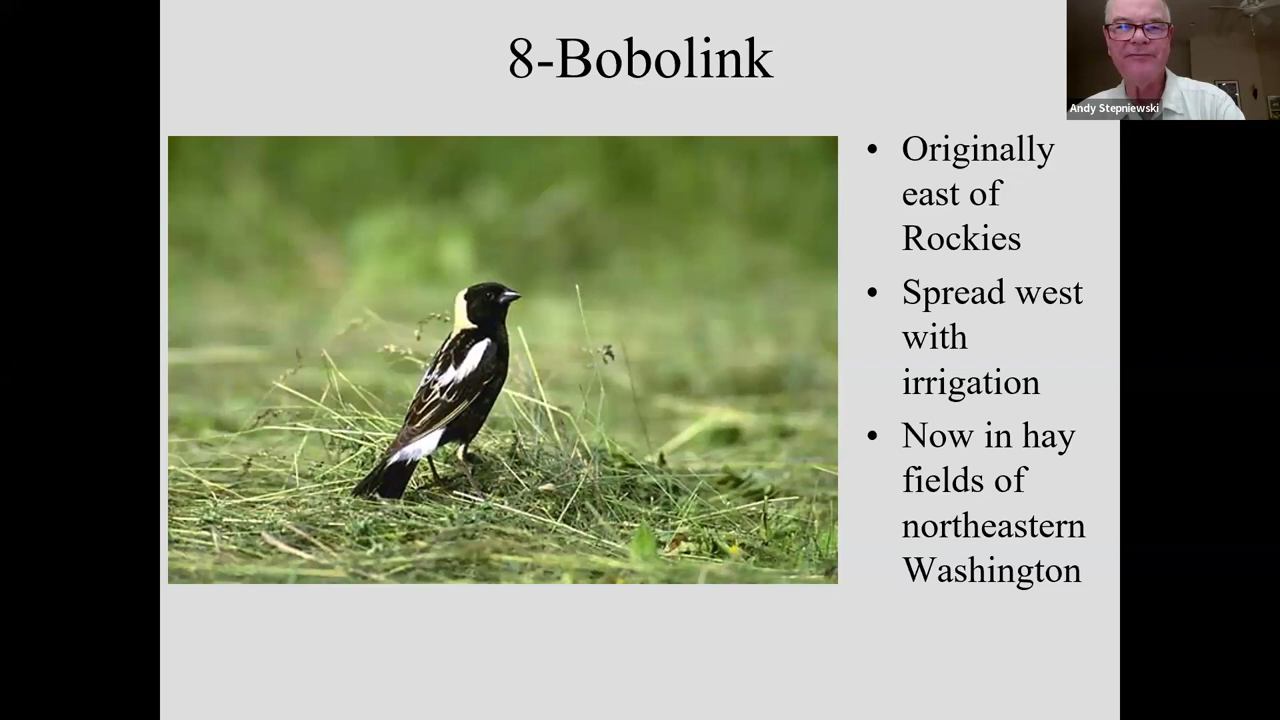 8-Bobolink
Andy Stepniewski
• Originally
east of
Rockies
• Spread west
with
irrigation
• Now in hay
fields of
northeastern
Washington